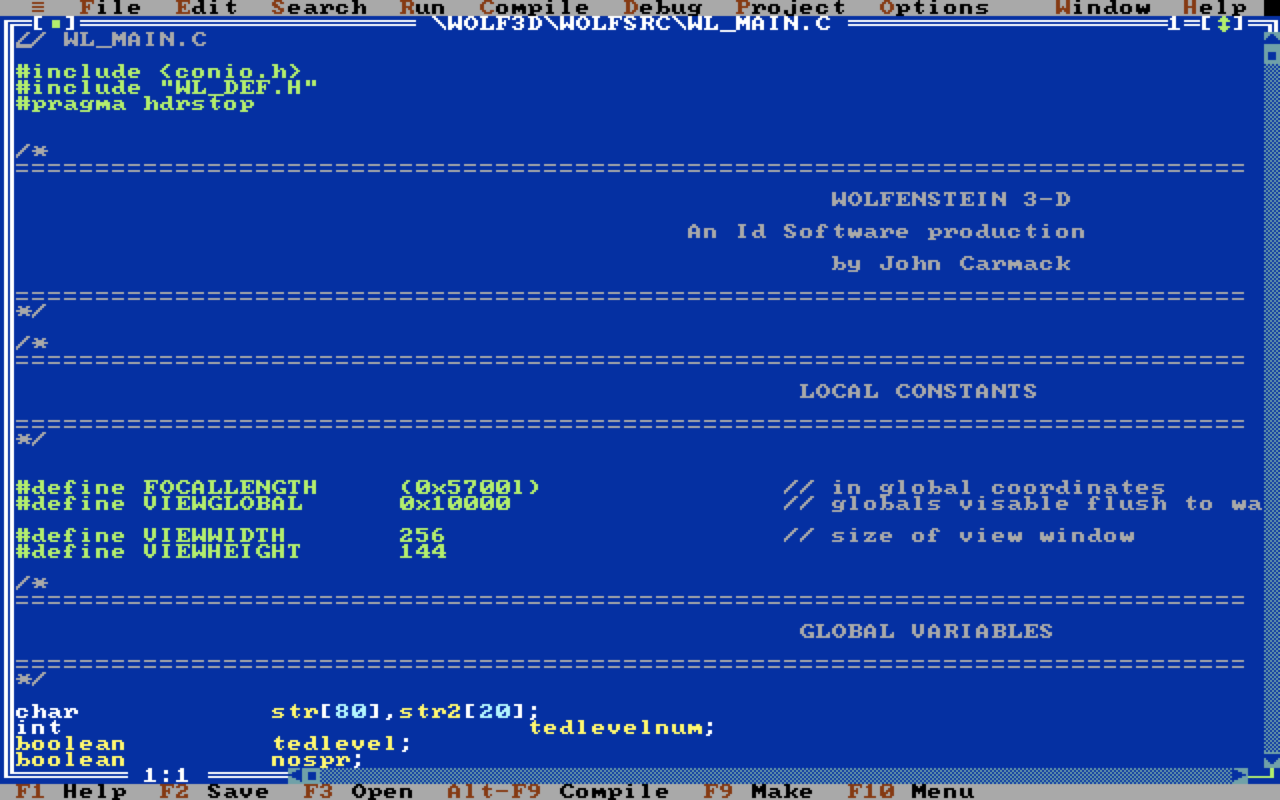 ≡ File Edit Search Run Compile Debug Project Options Window Help
[■] \WOLF3D\WOLFSRC\WL_MAIN.C 1=[↕]
// WL_MAIN.C
#include <conio.h>
#include "WL_DEF.H"
#pragma hdrstop
/*
=============================================================================
WOLFENSTEIN 3-D
An Id Software production
by John Carmack
=============================================================================
*/
/*
=============================================================================
LOCAL CONSTANTS
=============================================================================
*/
#define FOCALLENGTH (0x5700l) // in global coordinates
#define VIEWGLOBAL 0x10000 // globals visable flush to wa
#define VIEWWIDTH 256 // size of view window
#define VIEWHEIGHT 144
/*
=============================================================================
GLOBAL VARIABLES
=============================================================================
*/
char str[80],str2[20];
int tedlevelnum;
boolean tedlevel;
boolean nospr;
1:1
F1 Help F2 Save F3 Open Alt-F9 Compile F9 Make F10 Menu